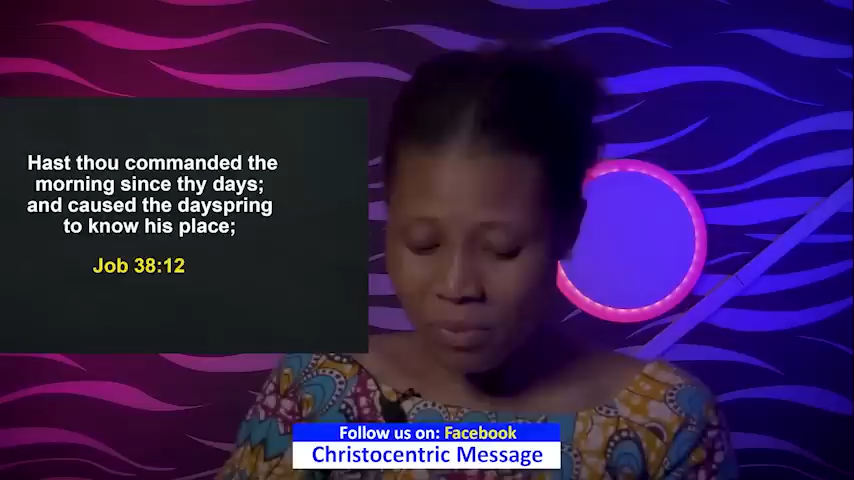 Hast thou commanded the
morning since thy days;
and caused the dayspring
to know his place;
Job 38:12
Follow us on: Facebook
Christocentric Message